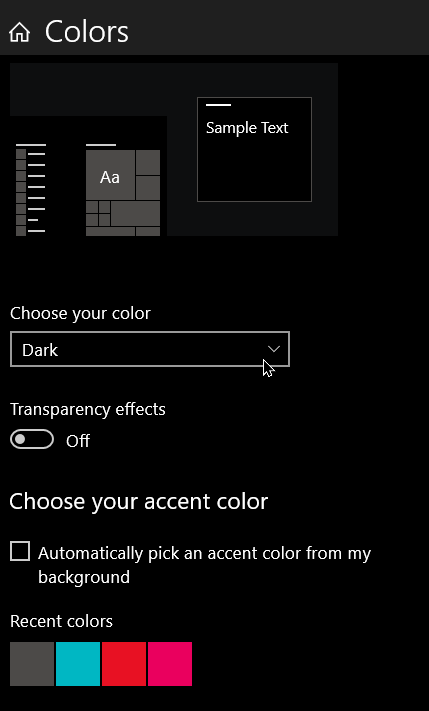 Colors
Sample Text
Aa
Choose your color
Dark
Transparency effects
Off
Choose your accent color
Automatically pick an accent color from my
background
Recent colors